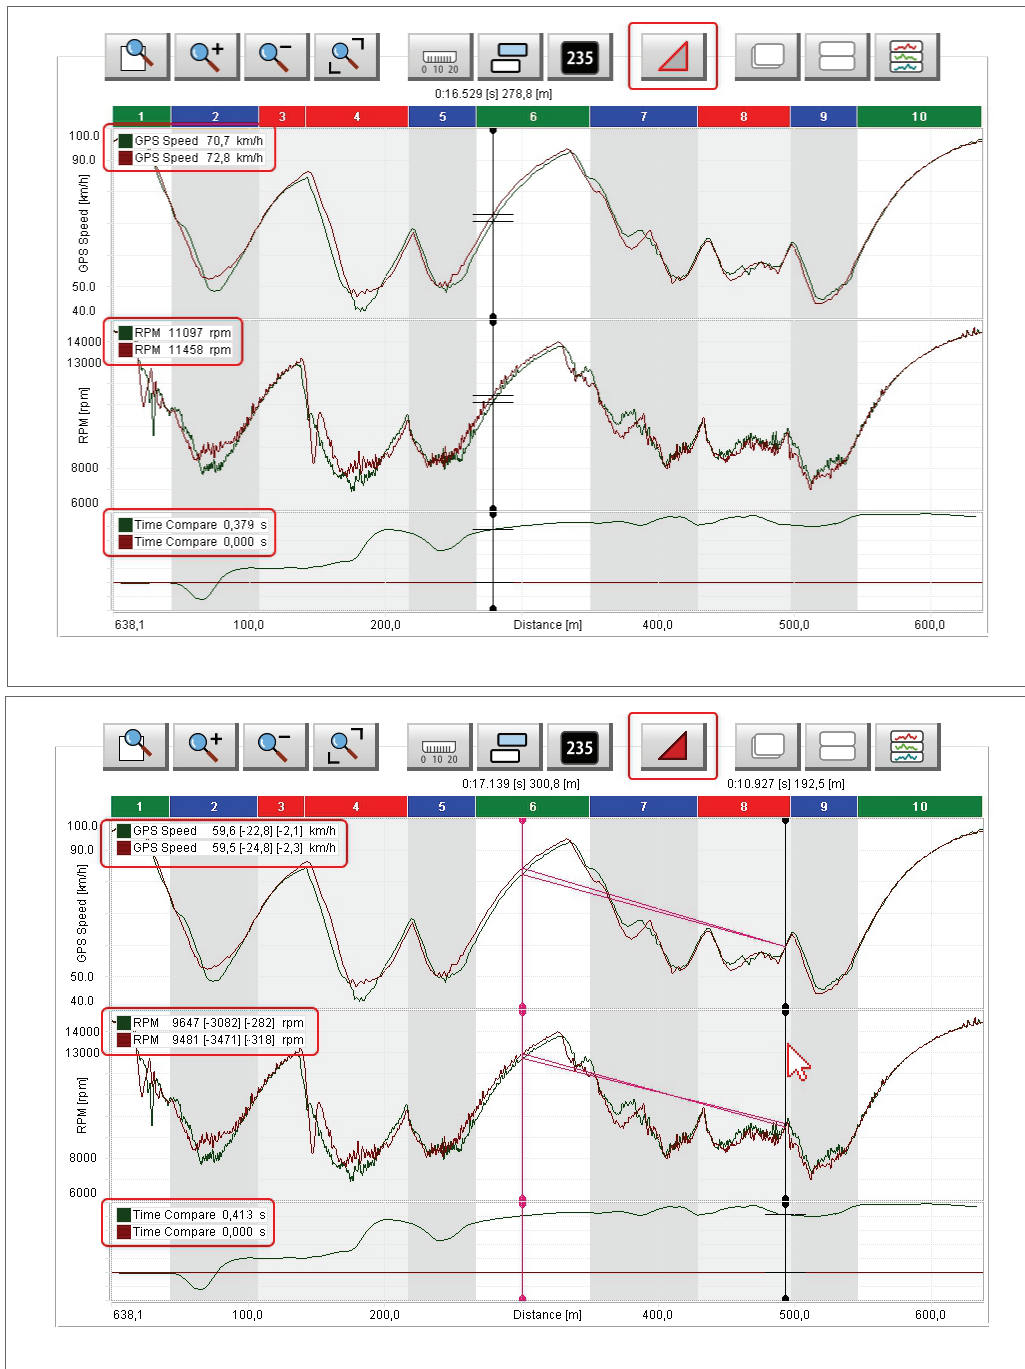 0 10 20
235
0:16.529 [s] 278,8 [m]
1 2 3 4 5 6 7 8 9 10
100.0
GPS Speed 70,7 km/h
90.0
GPS Speed 72,8 km/h
GPS Speed [km/h]
50.0
40.0
RPM 11097 rpm
14000
RPM 11458 rpm
13000
RPM [rpm]
8000
6000
Time Compare 0,379 s
Time Compare 0,000 s
638,1 100,0 200,0 Distance [m] 400,0 500,0 600,0
0 10 20
235
0:17.139 [s] 300,8 [m] 0:10.927 [s] 192,5 [m]
1 2 3 4 5 6 7 8 9 10
100.0
GPS Speed 59,6 [-22,8] [-2,1] km/h
90.0
GPS Speed 59,5 [-24,8] [-2,3] km/h
GPS Speed [km/h]
50.0
40.0
RPM 9647 [-3082] [-282] rpm
14000
RPM 9481 [-3471] [-318] rpm
13000
RPM [rpm]
8000
6000
Time Compare 0,413 s
Time Compare 0,000 s
638,1 100,0 200,0 Distance [m] 400,0 500,0 600,0